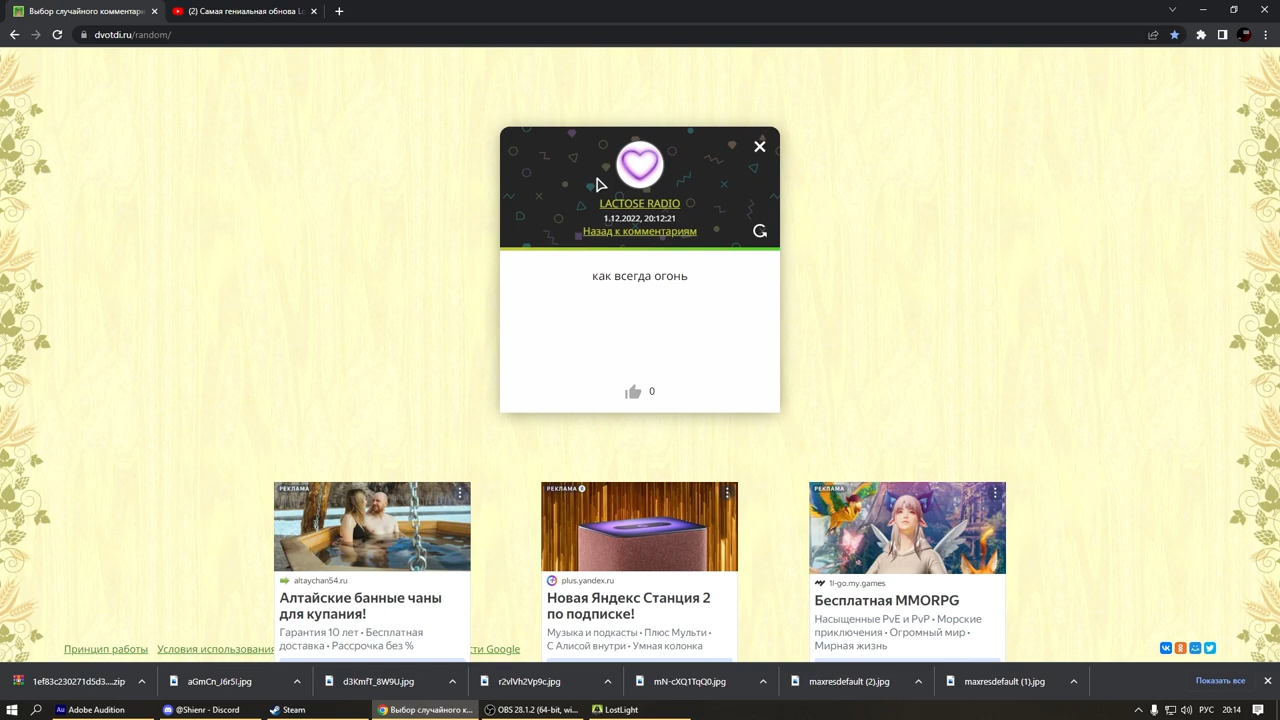 Выбор случайного комментари
(2) Самая гениальная обнова Lo
dvotdi.ru/random/
LACTOSE RADIO
1.12.2022, 20:12:21
Назад к комментариям
как всегда огонь
0
РЕКЛАМА
altaychan54.ru
Алтайские банные чаны
для купания!
Гарантия 10 лет • Бесплатная
доставка • Рассрочка без %
РЕКЛАМА
plus.yandex.ru
Новая Яндекс Станция 2
по подписке!
Музыка и подкасты • Плюс Мульти •
С Алисой внутри • Умная колонка
РЕКЛАМА
1l-go.my.games
Бесплатная MMORPG
Насыщенные PvE и PvP • Морские
приключения • Огромный мир •
Мирная жизнь
Принцип работы Условия использования сти Google
1ef83c230271d5d3....zip
aGmCn_J6r5I.jpg
d3KmfT_8W9U.jpg
r2vlVh2Vp9c.jpg
mN-cXQ1TqQ0.jpg
maxresdefault (2).jpg
maxresdefault (1).jpg
Показать все
Adobe Audition
@Shienr - Discord
Steam
Выбор случайного к...
OBS 28.1.2 (64-bit, wi...
LostLight
РУС 20:14